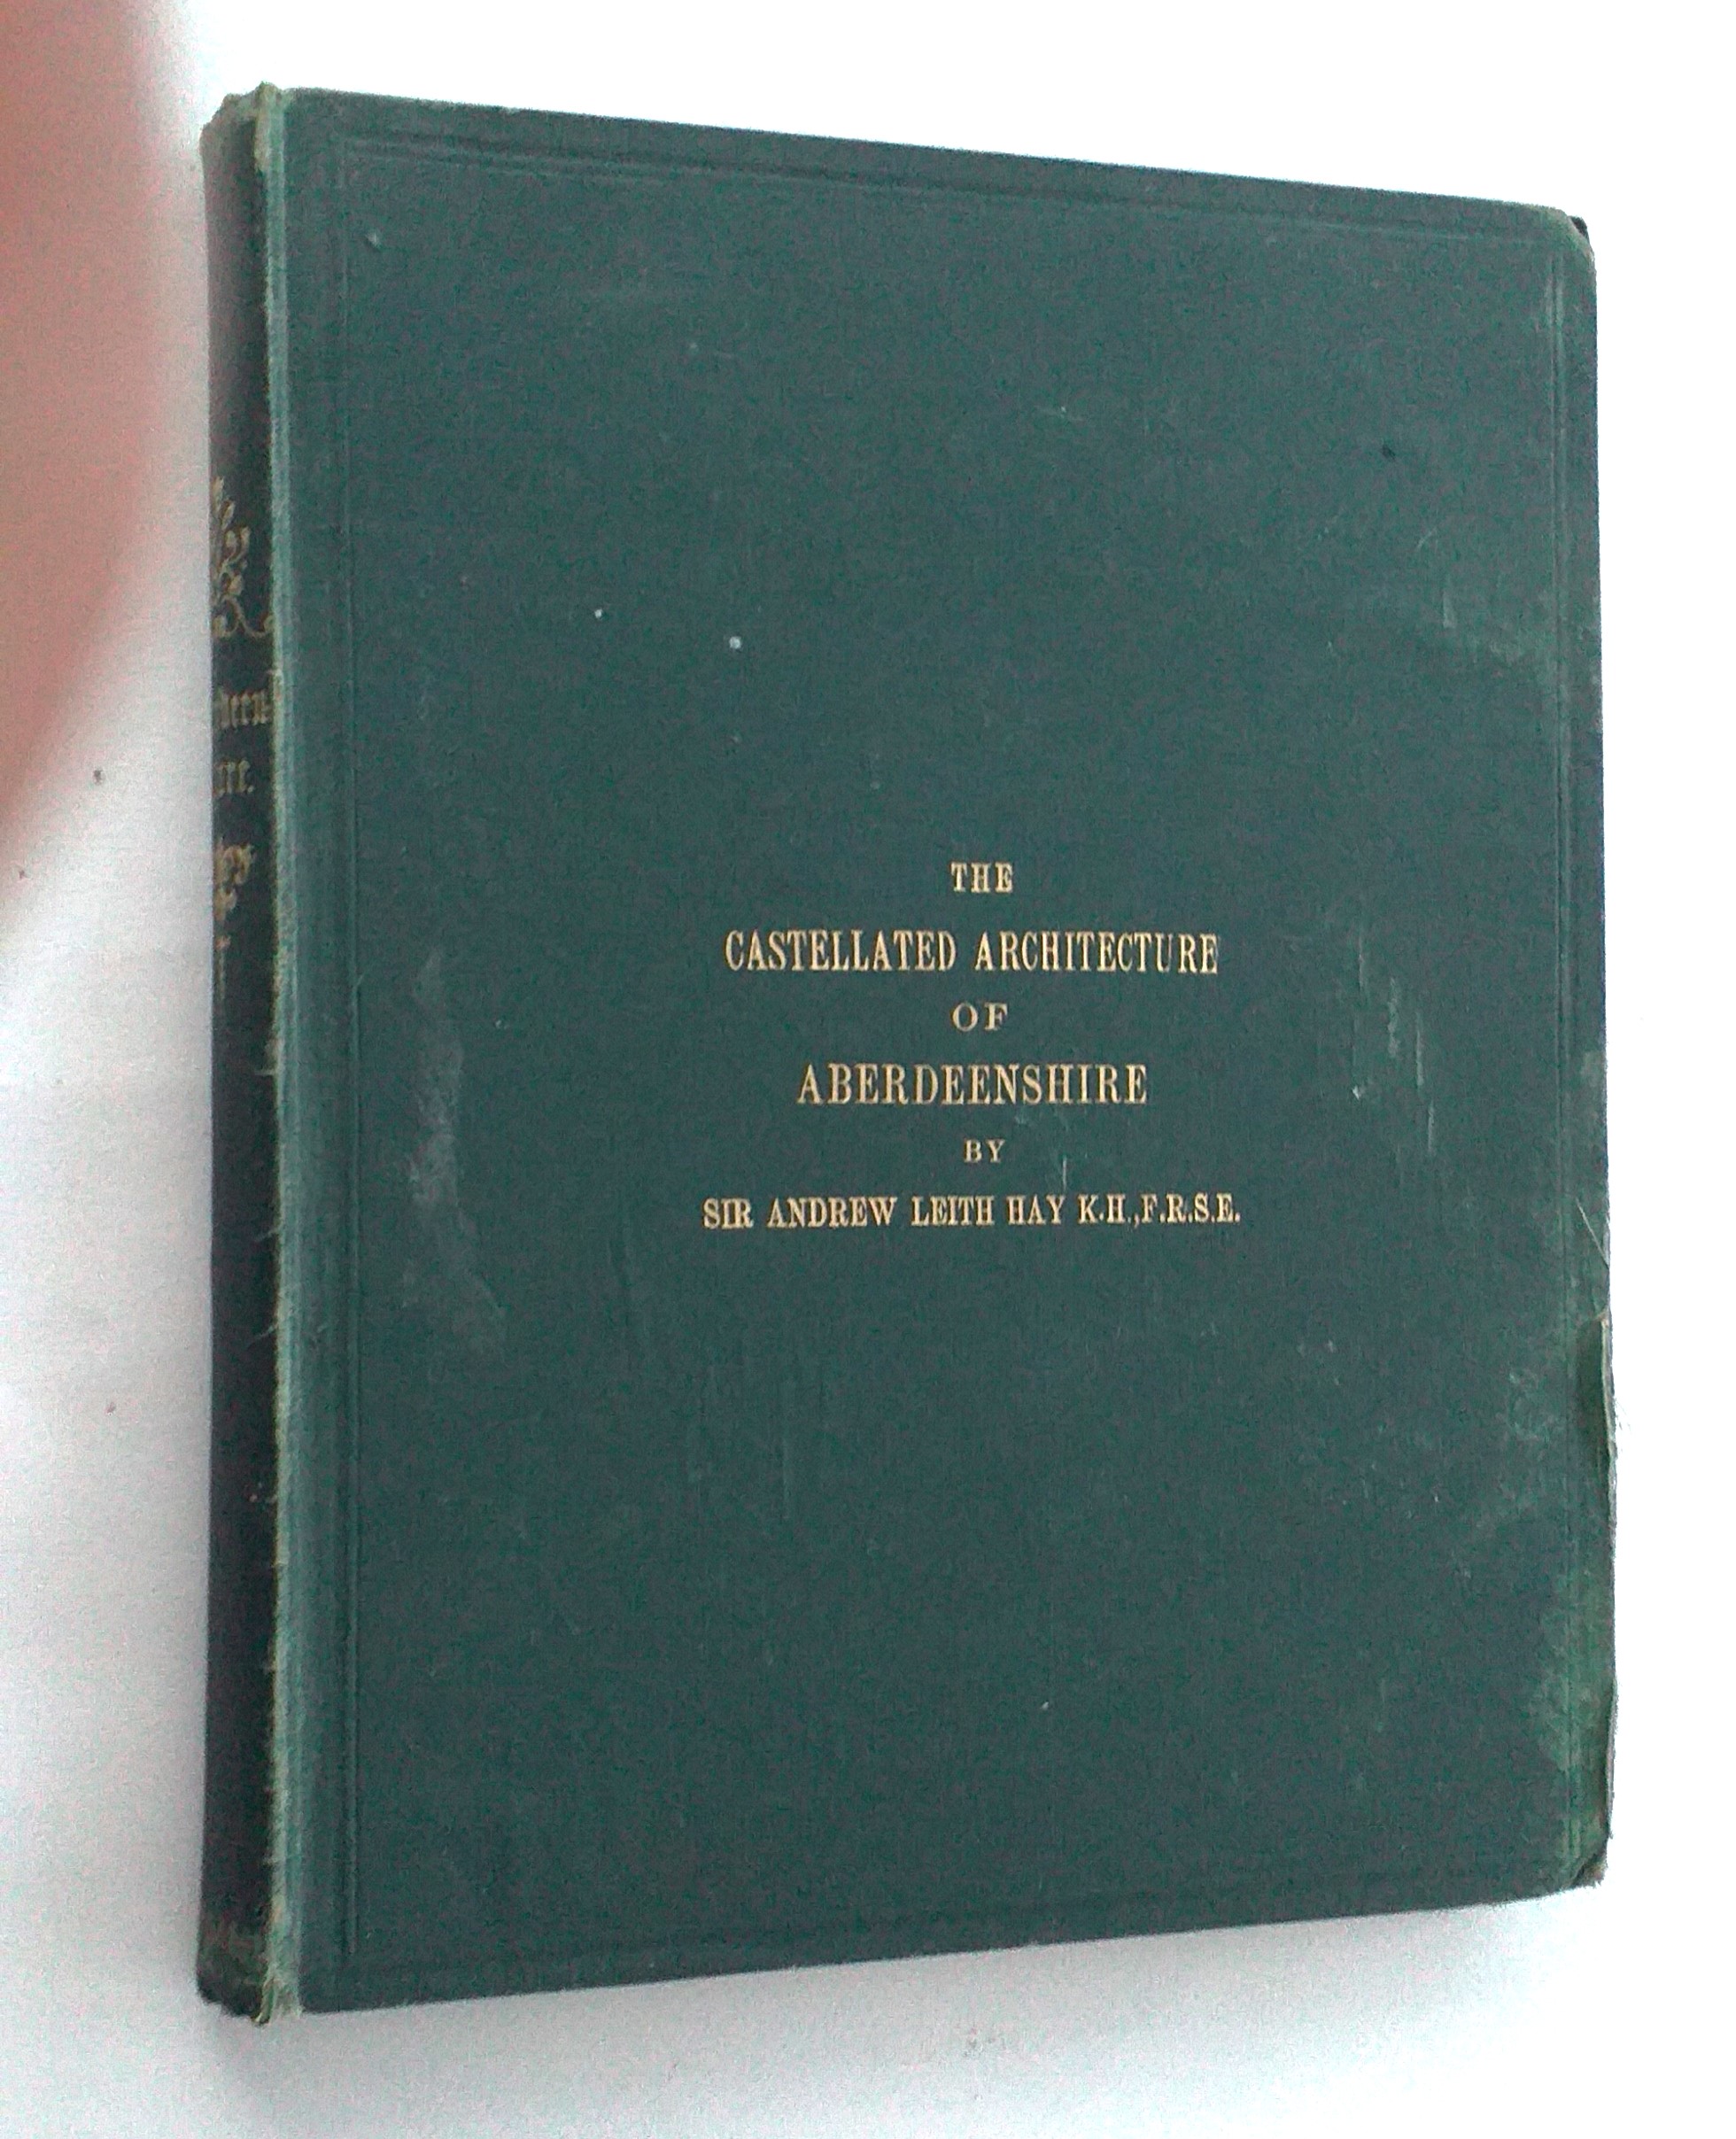 THE
CASTELLATED ARCHITECTURE
OF
ABERDEENSHIRE
BY
SIR ANDREW LEITH HAY K.H.,F.R.S.E.